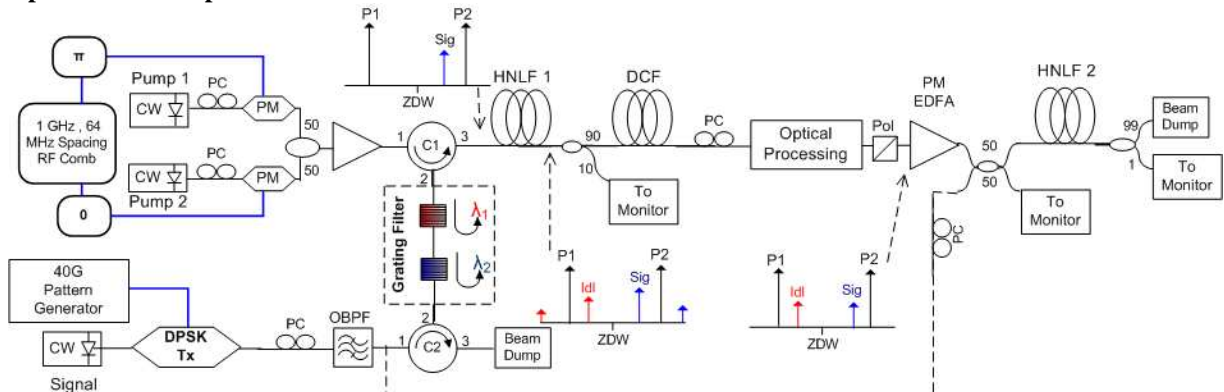 π
Pump 1
PC
CW
PM
1 GHz , 64
MHz Spacing
RF Comb
50
50
PC
CW
PM
Pump 2
0
P1
P2
Sig
ZDW
1
C1
3
2
HNLF 1
90
10
To
Monitor
DCF
PC
Optical
Processing
Pol
PM
EDFA
50
50
To
Monitor
HNLF 2
99
1
Beam
Dump
To
Monitor
PC
Grating Filter
λ1
λ2
P1
P2
Idl
Sig
ZDW
P1
P2
Idl
Sig
ZDW
40G
Pattern
Generator
CW
Signal
DPSK
Tx
PC
OBPF
2
1
C2
3
Beam
Dump